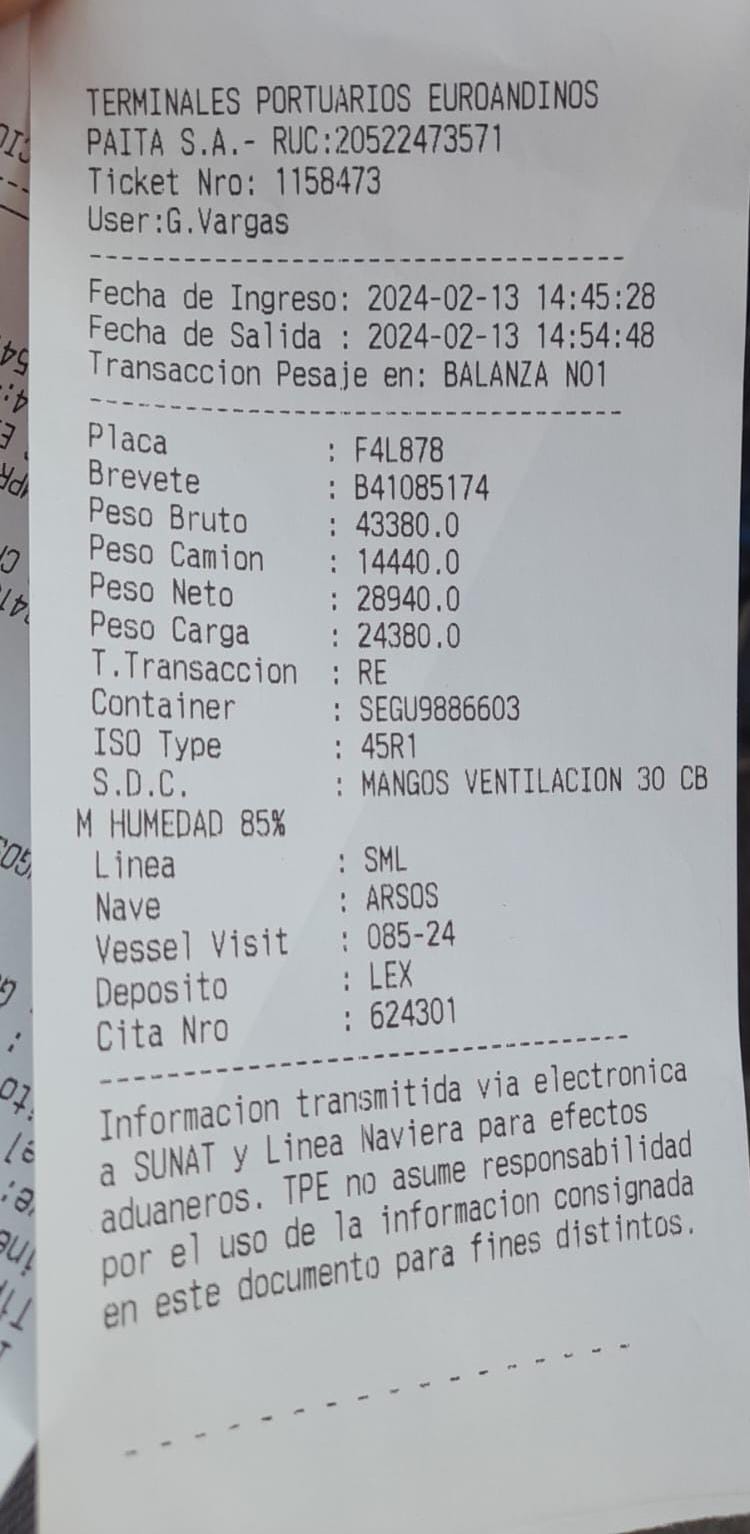 TERMINALES PORTUARIOS EUROANDINOS
PAITA S.A.- RUC:20522473571
Ticket Nro: 1158473
User:G.Vargas
----------------------------------
Fecha de Ingreso: 2024-02-13 14:45:28
Fecha de Salida : 2024-02-13 14:54:48
Transaccion Pesaje en: BALANZA NO1
----------------------------------
Placa : F4L878
Brevete : B41085174
Peso Bruto : 43380.0
Peso Camion : 14440.0
Peso Neto : 28940.0
Peso Carga : 24380.0
T.Transaccion : RE
Container : SEGU9886603
ISO Type : 45R1
S.D.C. : MANGOS VENTILACION 30 CB
M HUMEDAD 85%
Linea : SML
Nave : ARSOS
Vessel Visit : 085-24
Deposito : LEX
Cita Nro : 624301
----------------------------------
Informacion transmitida via electronica
a SUNAT y Linea Naviera para efectos
aduaneros. TPE no asume responsabilidad
por el uso de la informacion consignada
en este documento para fines distintos.
- - - - - - - - - - - - - - - -